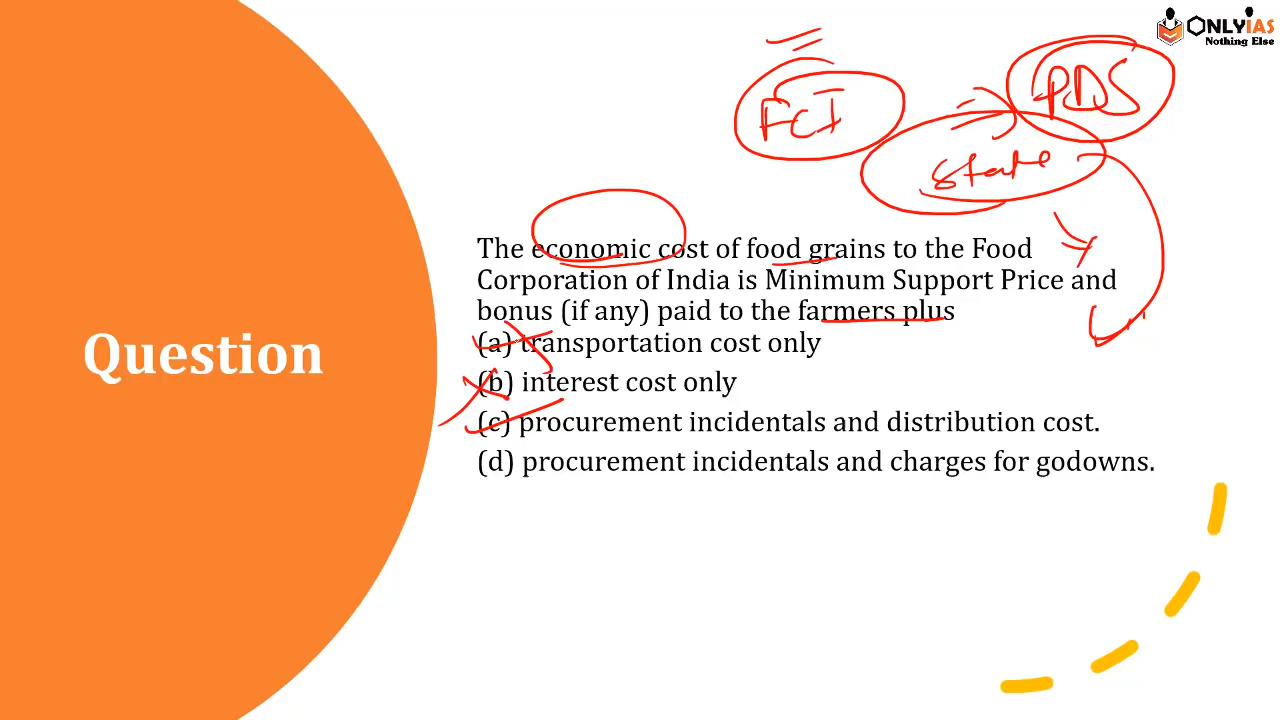 ONLYIAS
Nothing Else
FCI
PDS
State
Question
The economic cost of food grains to the Food
Corporation of India is Minimum Support Price and
bonus (if any) paid to the farmers plus
(a) transportation cost only
(b) interest cost only
(c) procurement incidentals and distribution cost.
(d) procurement incidentals and charges for godowns.